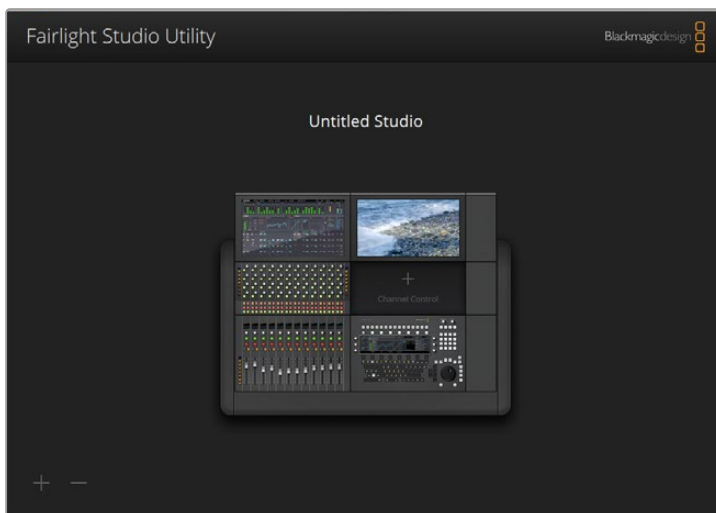 Fairlight Studio Utility
Blackmagicdesign
Untitled Studio
+
Channel Control
+ −